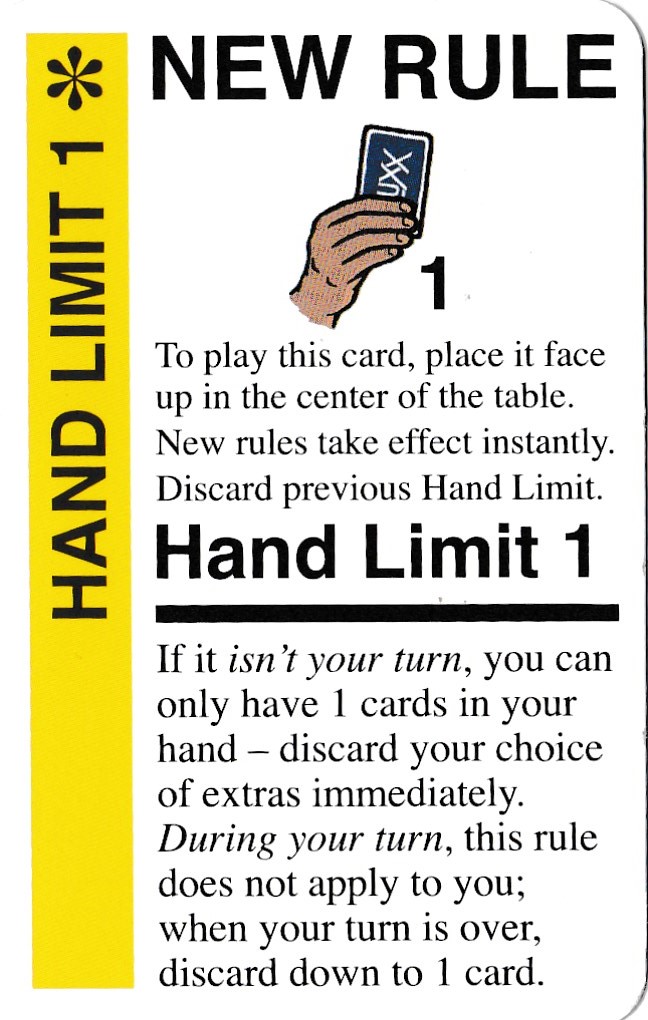 HAND LIMIT 1 *
NEW RULE
1
To play this card, place it face
up in the center of the table.
New rules take effect instantly.
Discard previous Hand Limit.
Hand Limit 1
If it isn't your turn, you can
only have 1 cards in your
hand – discard your choice
of extras immediately.
During your turn, this rule
does not apply to you;
when your turn is over,
discard down to 1 card.